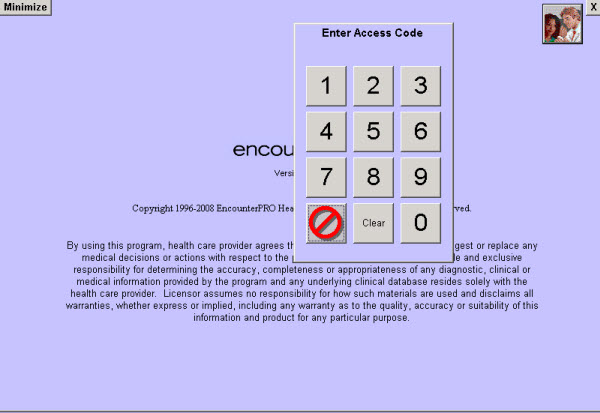 Minimize
X
Enter Access Code
1 2 3
4 5 6
7 8 9
Clear 0
encou
Versi
Copyright 1996-2008 EncounterPRO Hea rved.
By using this program, health care provider agrees th gest or replace any
medical decisions or actions with respect to the le and exclusive
responsibility for determining the accuracy, completeness or appropriateness of any diagnostic, clinical or
medical information provided by the program and any underlying clinical database resides solely with the
health care provider. Licensor assumes no responsibility for how such materials are used and disclaims all
warranties, whether express or implied, including any warranty as to the quality, accuracy or suitability of this
information and product for any particular purpose.